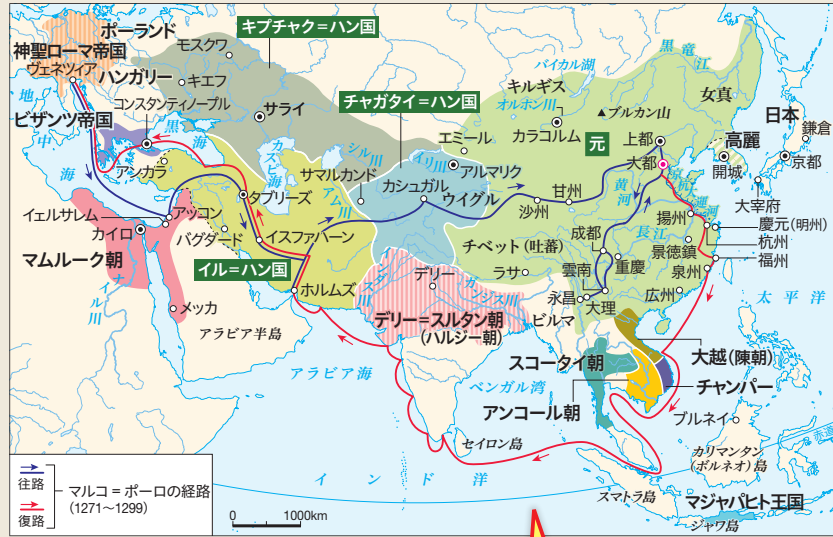 ポーランド
神聖ローマ帝国
ヴェネツィア
ハンガリー
モスクワ
キプチャク=ハン国
キエフ
コンスタンティノープル
ビザンツ帝国
サライ
チャガタイ=ハン国
エミール
バイカル湖
キルギス
オルホン川
カラコルム
▲ブルカン山
黒竜江
女真
日本
鎌倉
京都
高麗
開城
大宰府
元
上都
大都
地中海
黒海
カスピ海
アンカラ
タブリーズ
サマルカンド
シル川
アム川
イリ川
アルマリク
カシュガル
ウイグル
沙州
甘州
黄河
京杭大運河
揚州
慶元(明州)
杭州
福州
長江
景徳鎮
泉州
広州
成都
重慶
雲南
永昌
大理
チベット(吐蕃)
ラサ
イェルサレム
アッコン
カイロ
バグダード
イスファハーン
マムルーク朝
ナイル川
メッカ
アラビア半島
イル=ハン国
ホルムズ
インダス川
デリー
ガンジス川
デリー=スルタン朝
(ハルジー朝)
ビルマ
スコータイ朝
大越(陳朝)
チャンパー
アンコール朝
アラビア海
ベンガル湾
セイロン島
太平洋
ブルネイ
カリマンタン
(ボルネオ)島
赤道
スマトラ島
マジャパヒト王国
ジャワ島
インド洋
往路
復路
マルコ=ポーロの経路
(1271〜1299)
0 1000km